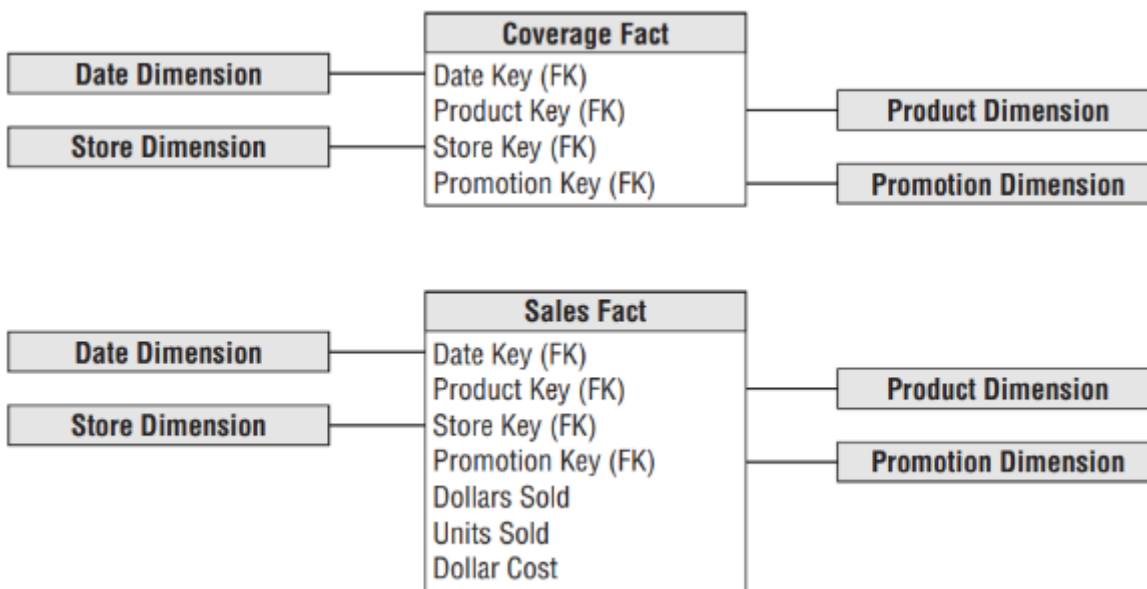 Coverage Fact
Date Dimension
Date Key (FK)
Product Key (FK)
Product Dimension
Store Dimension
Store Key (FK)
Promotion Key (FK)
Promotion Dimension
Sales Fact
Date Dimension
Date Key (FK)
Product Key (FK)
Product Dimension
Store Dimension
Store Key (FK)
Promotion Key (FK)
Promotion Dimension
Dollars Sold
Units Sold
Dollar Cost